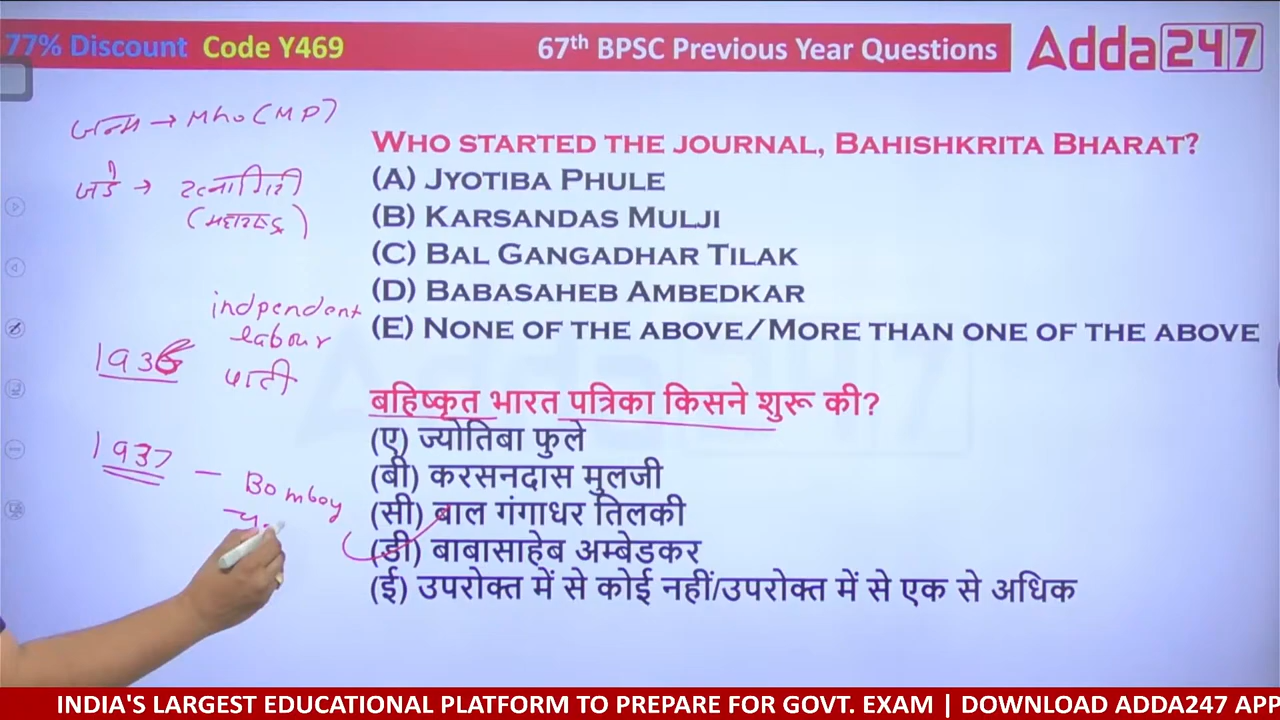 77% Discount Code Y469
67th BPSC Previous Year Questions
Adda247
जन्म → Mho (MP)
जड़े → रत्नागिरी
(महाराष्ट्र)
1936
indpendent
labour
पार्टी
1937 - Bomboy
WHO STARTED THE JOURNAL, BAHISHKRITA BHARAT?
(A) JYOTIBA PHULE
(B) KARSANDAS MULJI
(C) BAL GANGADHAR TILAK
(D) BABASAHEB AMBEDKAR
(E) NONE OF THE ABOVE/MORE THAN ONE OF THE ABOVE
बहिष्कृत भारत पत्रिका किसने शुरू की?
(ए) ज्योतिबा फुले
(बी) करसनदास मुलजी
(सी) बाल गंगाधर तिलकी
(डी) बाबासाहेब अम्बेडकर
(ई) उपरोक्त में से कोई नहीं/उपरोक्त में से एक से अधिक
INDIA'S LARGEST EDUCATIONAL PLATFORM TO PREPARE FOR GOVT. EXAM | DOWNLOAD ADDA247 APP